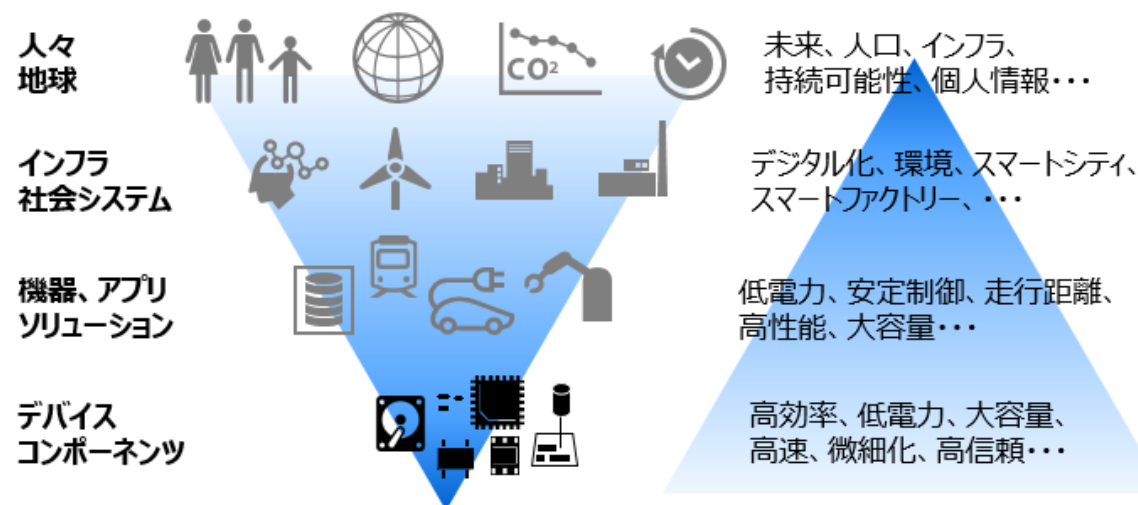 人々
地球
CO²
未来、人口、インフラ、
持続可能性、個人情報・・・
インフラ
社会システム
デジタル化、環境、スマートシティ、
スマートファクトリー、・・・
機器、アプリ
ソリューション
低電力、安定制御、走行距離、
高性能、大容量・・・
デバイス
コンポーネンツ
高効率、低電力、大容量、
高速、微細化、高信頼・・・